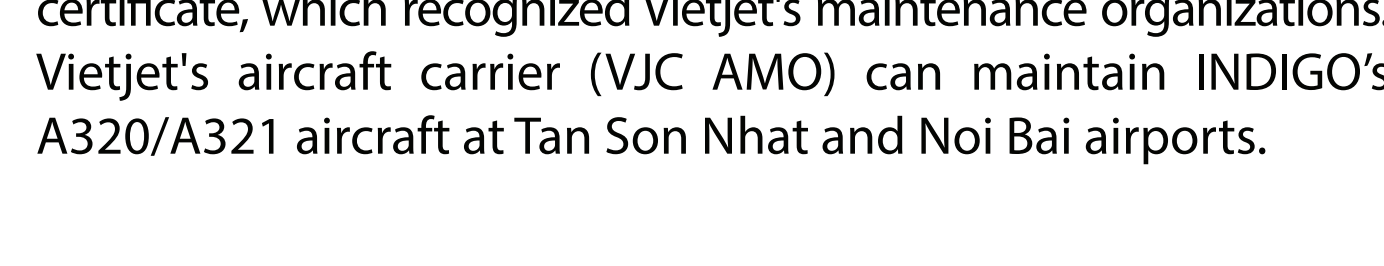 certificate, which recognized Vietjet's maintenance organizations.
Vietjet's aircraft carrier (VJC AMO) can maintain INDIGO’s
A320/A321 aircraft at Tan Son Nhat and Noi Bai airports.